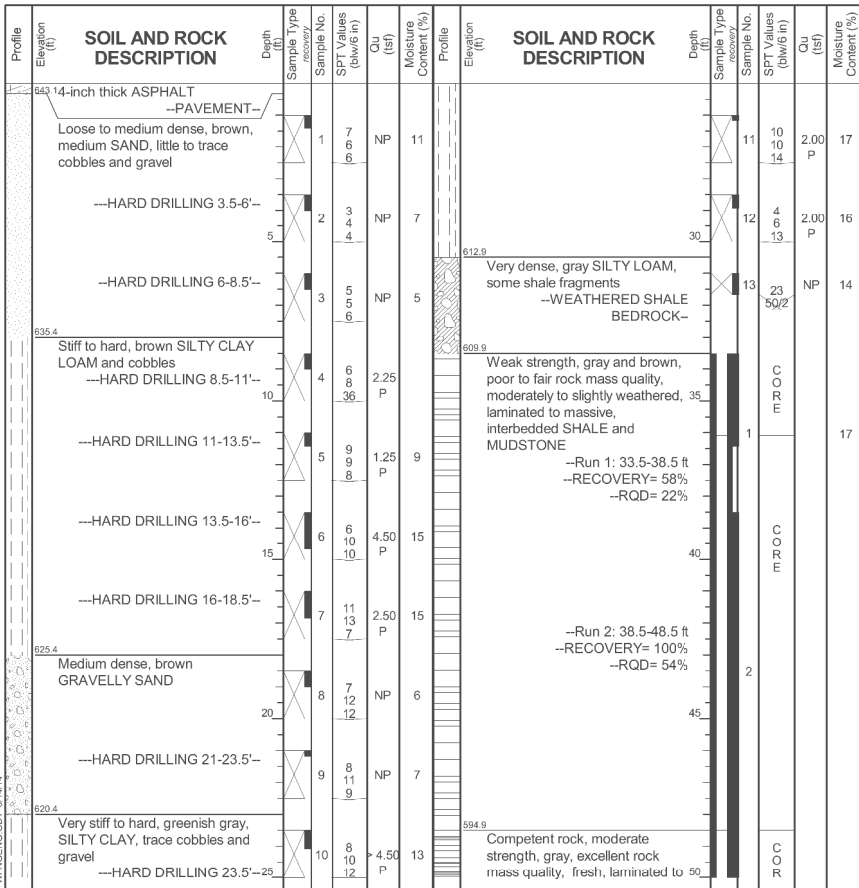 Profile
Elevation (ft)
SOIL AND ROCK
DESCRIPTION
Depth (ft)
Sample Type
recovery
Sample No.
SPT Values
(blw/6 in)
Qu
(tsf)
Moisture
Content (%)
Profile
Elevation (ft)
SOIL AND ROCK
DESCRIPTION
Depth (ft)
Sample Type
recovery
Sample No.
SPT Values
(blw/6 in)
Qu
(tsf)
Moisture
Content (%)
643.1 4-inch thick ASPHALT
--PAVEMENT--
Loose to medium dense, brown,
medium SAND, little to trace
cobbles and gravel
1
7
6
6
NP
11
---HARD DRILLING 3.5-6'--
2
3
4
4
NP
7
5
---HARD DRILLING 6-8.5'--
3
5
5
6
NP
5
635.4
Stiff to hard, brown SILTY CLAY
LOAM and cobbles
---HARD DRILLING 8.5-11'--
4
6
8
36
2.25
P
10
---HARD DRILLING 11-13.5'--
5
9
9
8
1.25
P
9
---HARD DRILLING 13.5-16'--
6
6
10
10
4.50
P
15
15
---HARD DRILLING 16-18.5'--
7
11
13
7
2.50
P
15
625.4
Medium dense, brown
GRAVELLY SAND
8
7
12
12
NP
6
20
---HARD DRILLING 21-23.5'--
9
8
11
9
NP
7
620.4
Very stiff to hard, greenish gray,
SILTY CLAY, trace cobbles and
gravel
---HARD DRILLING 23.5'--
25
10
8
10
12
> 4.50
P
13
11
10
10
14
2.00
P
17
12
4
6
13
2.00
P
16
30
612.9
Very dense, gray SILTY LOAM,
some shale fragments
--WEATHERED SHALE
BEDROCK--
13
23
50/2
NP
14
609.9
Weak strength, gray and brown,
poor to fair rock mass quality,
moderately to slightly weathered,
laminated to massive,
interbedded SHALE and
MUDSTONE
35
C
O
R
E
1
17
--Run 1: 33.5-38.5 ft
--RECOVERY= 58%
--RQD= 22%
40
C
O
R
E
--Run 2: 38.5-48.5 ft
--RECOVERY= 100%
--RQD= 54%
2
45
594.9
Competent rock, moderate
strength, gray, excellent rock
mass quality, fresh, laminated to
50
C
O
R